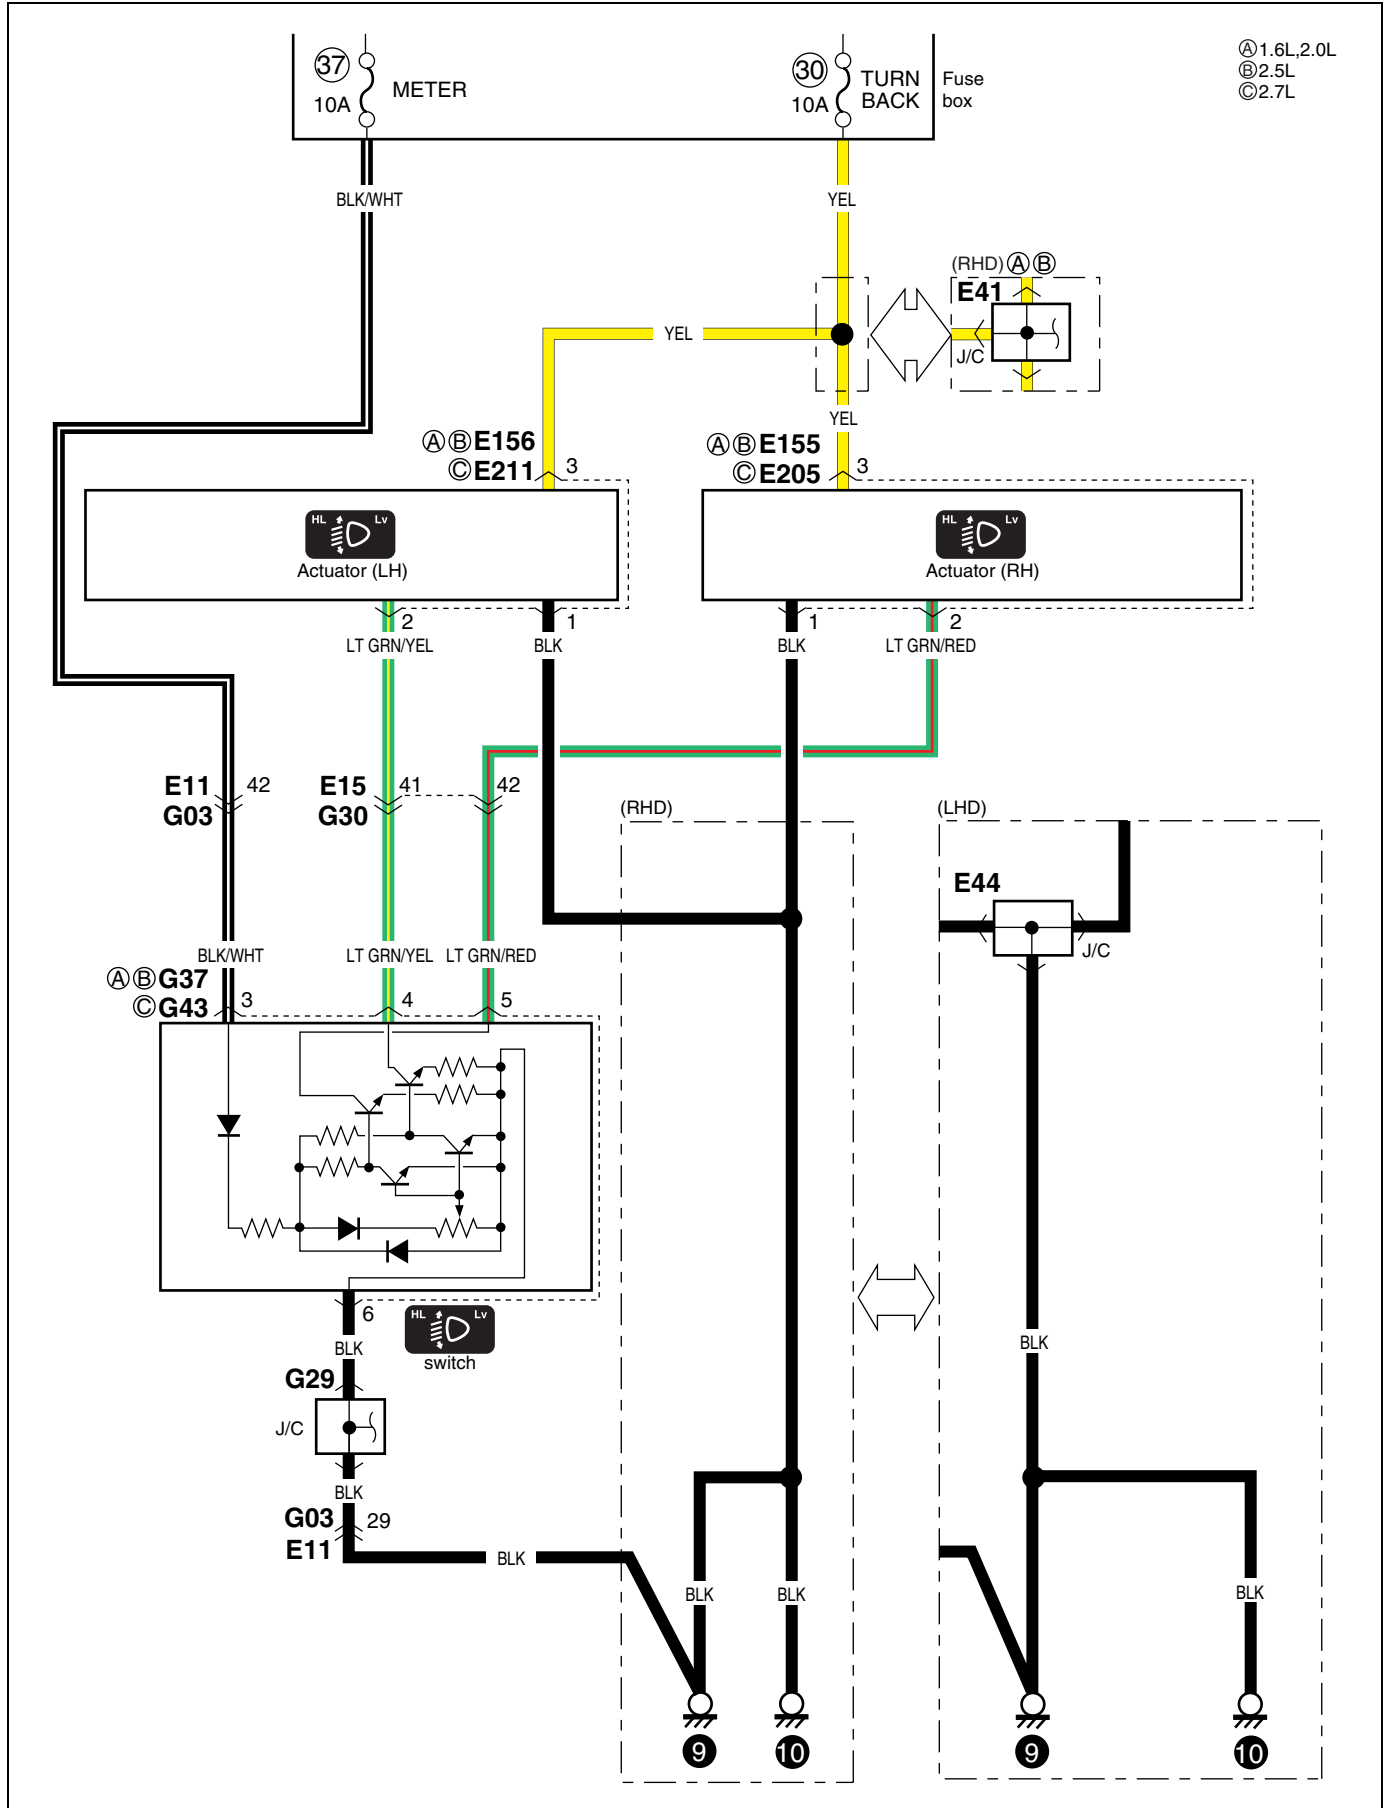 37
10A
METER
30
10A
TURN
BACK
Fuse
box
Ⓐ1.6L,2.0L
Ⓑ2.5L
Ⓒ2.7L
BLK/WHT
YEL
(RHD) Ⓐ Ⓑ
E41
J/C
YEL
YEL
ⒶⒷE156
ⒸE211
3
ⒶⒷE155
ⒸE205
3
HL Lv
Actuator (LH)
HL Lv
Actuator (RH)
2
1
1
2
LT GRN/YEL
BLK
BLK
LT GRN/RED
E11
G03
42
E15
G30
41
42
(RHD)
(LHD)
E44
J/C
BLK/WHT
LT GRN/YEL
LT GRN/RED
ⒶⒷG37
ⒸG43
3
4
5
6
HL Lv
switch
BLK
BLK
G29
J/C
BLK
G03
E11
29
BLK
BLK
BLK
BLK
9
10
9
10